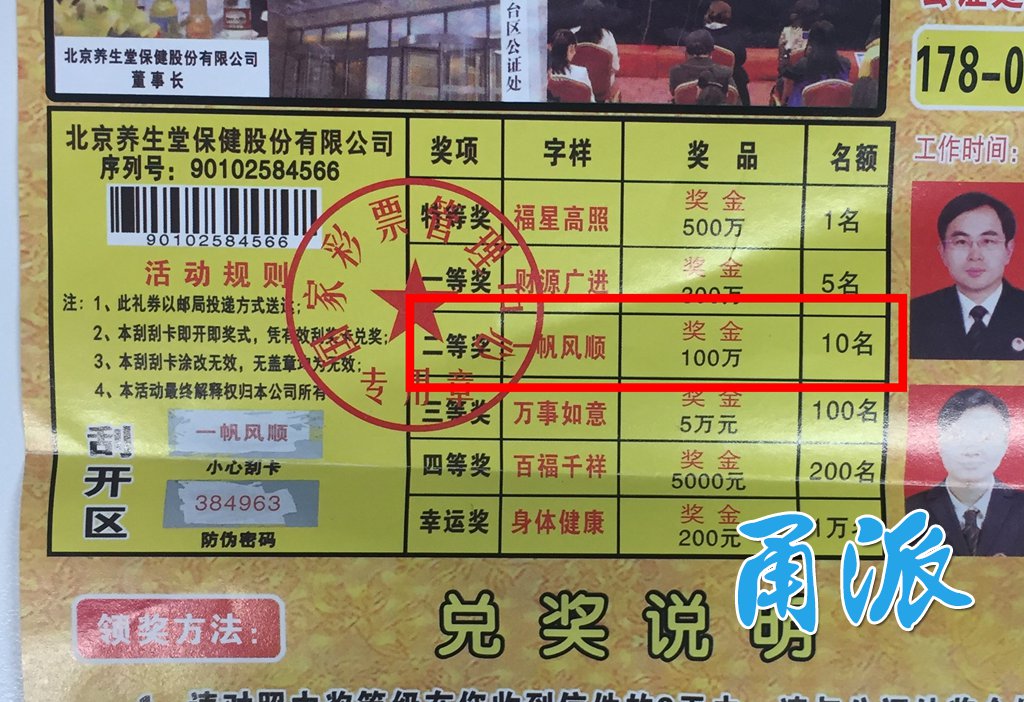 北京养生堂保健股份有限公司
董事长
台区公证处
178-0
工作时间:
北京养生堂保健股份有限公司
序列号：90102584566
90102584566
活动规则
注：1、此礼券以邮局投递方式送达;
2、本刮刮卡即开即奖式，凭有效刮奖卡兑奖;
3、本刮刮卡涂改无效，无盖章均为无效;
4、本活动最终解释权归本公司所有
刮开区
一帆风顺
小心刮卡
384963
防伪密码
奖项 字样 奖品 名额
特等奖 福星高照 奖金500万 1名
一等奖 财源广进 奖金 5名
二等奖 一帆风顺 奖金100万 10名
三等奖 万事如意 奖金5万元 100名
四等奖 百福千祥 奖金5000元 200名
幸运奖 身体健康 奖金200元 1万名
国家彩票管理中心
专用章
甬派
领奖方法:
兑奖说明